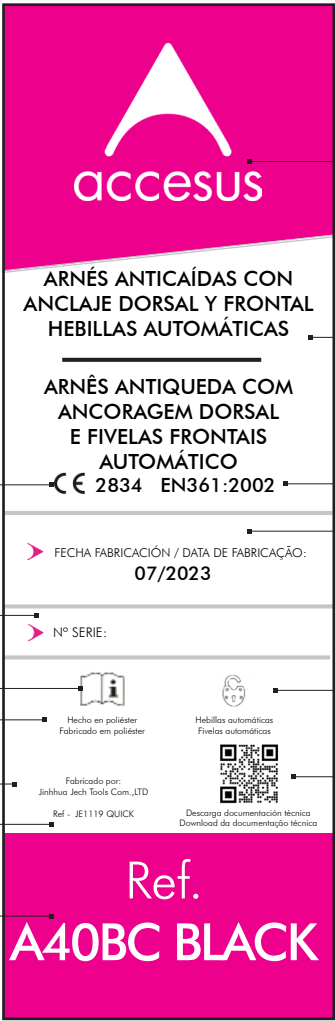 accesus
ARNÉS ANTICAÍDAS CON
ANCLAJE DORSAL Y FRONTAL
HEBILLAS AUTOMÁTICAS
ARNÊS ANTIQUEDA COM
ANCORAGEM DORSAL
E FIVELAS FRONTAIS
AUTOMÁTICO
CE 2834 EN361:2002
FECHA FABRICACIÓN / DATA DE FABRICAÇÃO:
07/2023
Nº SERIE:
i
Hecho en poliéster
Fabricado em poliéster
Hebillas automáticas
Fivelas automáticas
Fabricado por:
Jinhhua Jech Tools Com.,LTD
Ref - JE1119 QUICK
Descarga documentación técnica
Download da documentação técnica
Ref.
A40BC BLACK